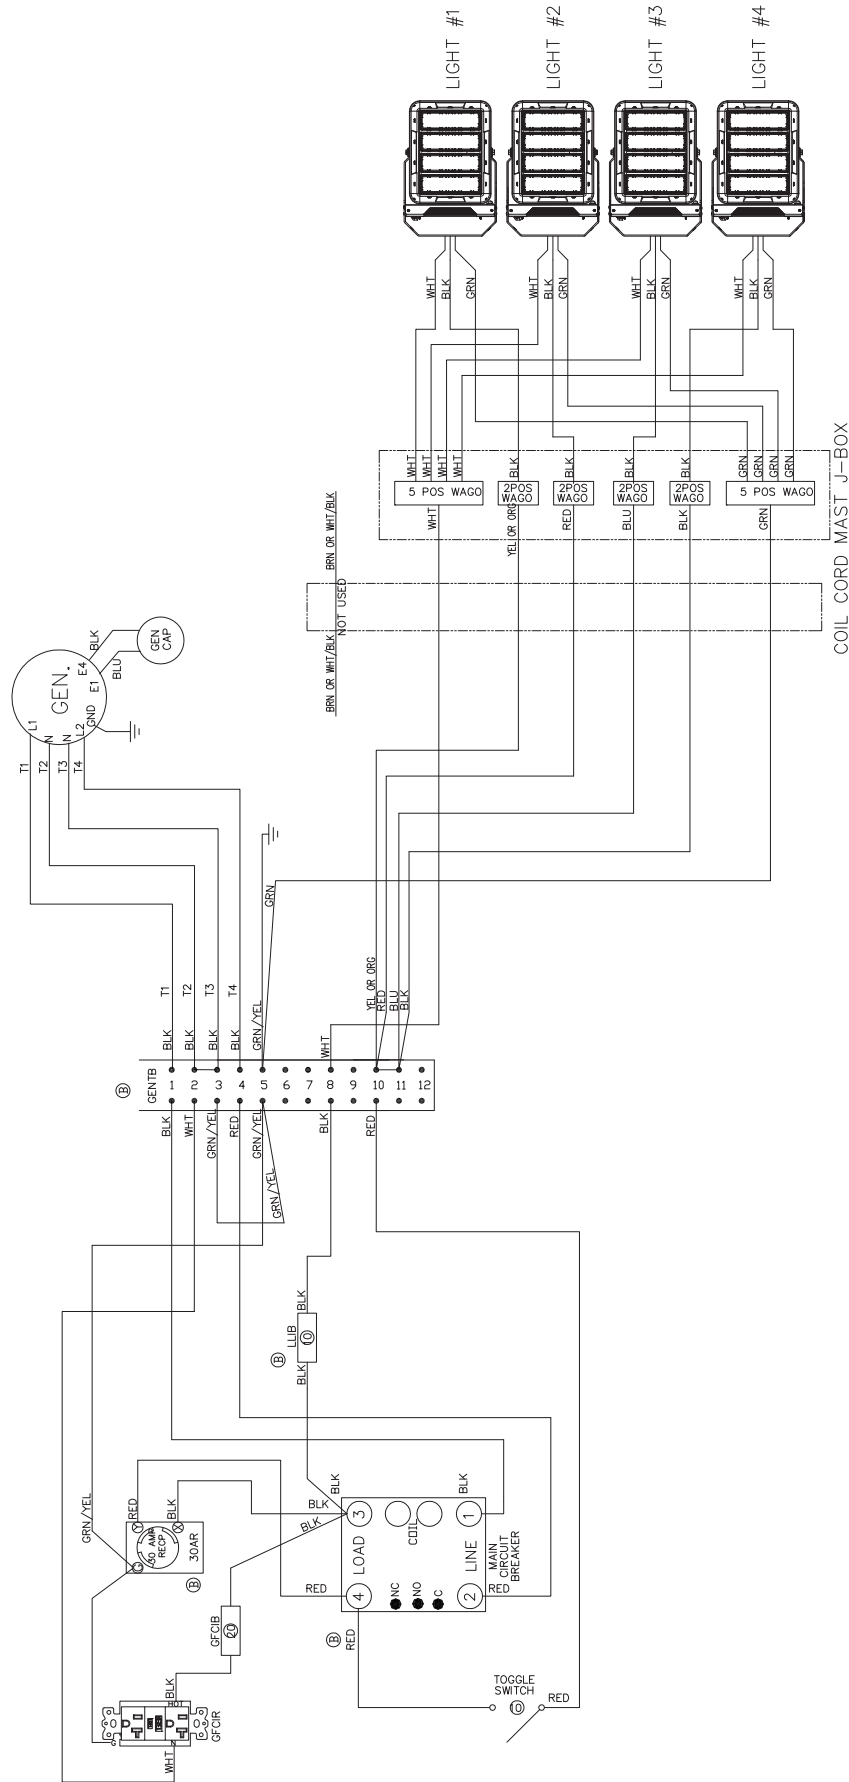 LIGHT #1
LIGHT #2
LIGHT #3
LIGHT #4
WHT
BLK
GRN
WHT
BLK
GRN
WHT
BLK
GRN
WHT
BLK
GRN
WHT
WHT
WHT
WHT
BLK
BLK
BLK
BLK
GRN
GRN
GRN
GRN
5 POS WAGO
2POS
WAGO
2POS
WAGO
2POS
WAGO
2POS
WAGO
5 POS WAGO
WHT
YEL OR ORG
RED
BLU
BLK
GRN
COIL CORD MAST J-BOX
BRN OR WHT/BLK
NOT USED
BRN OR WHT/BLK
GEN.
L1
N
N
L2
GND
E1
E4
BLK
BLU
GEN
CAP
T1
T2
T3
T4
GRN
T1
T2
T3
T4
BLK
BLK
BLK
BLK
GRN/YEL
WHT
YEL OR ORG
RED
BLU
BLK
B
GENTB
1
2
3
4
5
6
7
8
9
10
11
12
BLK
WHT
GRN/YEL
RED
GRN/YEL
BLK
RED
GRN/YEL
BLK
LLIB
10
B
BLK
GRN/YEL
RED
BLK
Y
X
G
30 AMP
RECP
30AR
B
BLK
BLK
BLK
BLK
RED
3
4
LOAD
COIL
1
2
LINE
NC
NO
C
MAIN
CIRCUIT
BREAKER
RED
B
RED
GFCIB
20
BLK
HOT
G
N
GFCIR
WHT
TOGGLE
SWITCH
10
RED